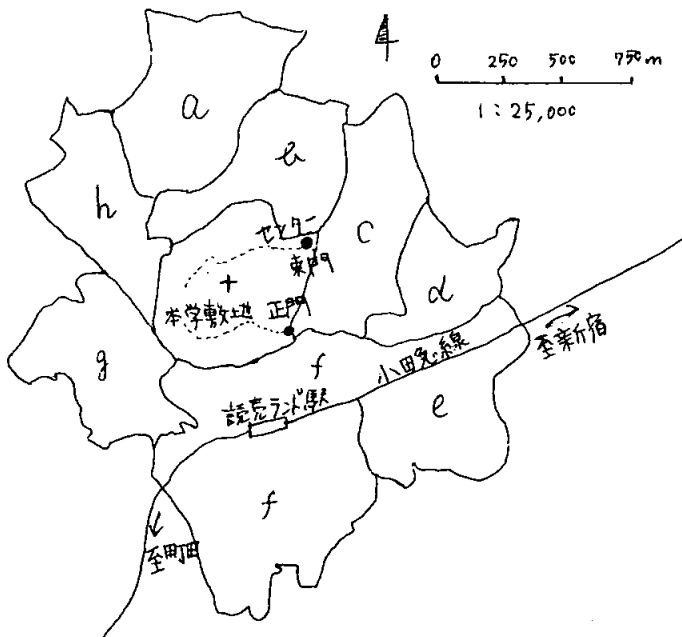 0 250 500 750m
1:25,000
a
b
h
c
センター
東門
d
+
本学敷地 正門
g
f
小田急線
至新宿
読売ランド駅
e
f
至町田